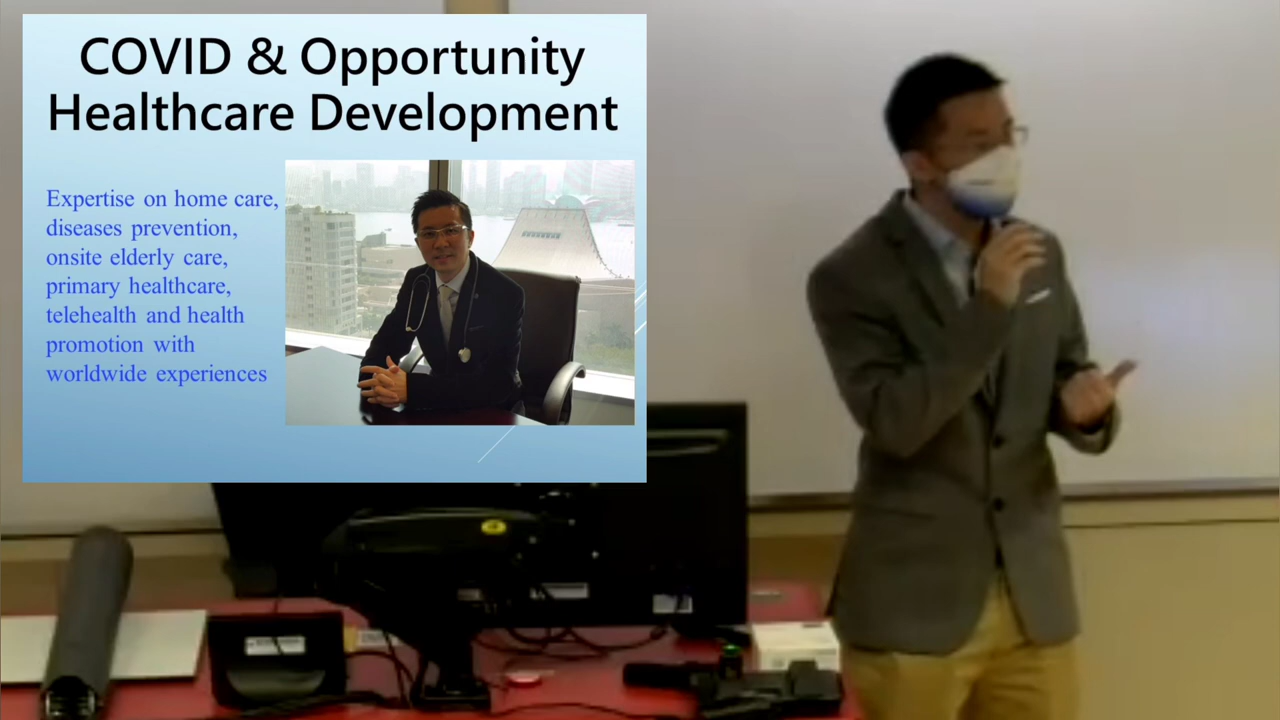 COVID & Opportunity
Healthcare Development
Expertise on home care,
diseases prevention,
onsite elderly care,
primary healthcare,
telehealth and health
promotion with
worldwide experiences